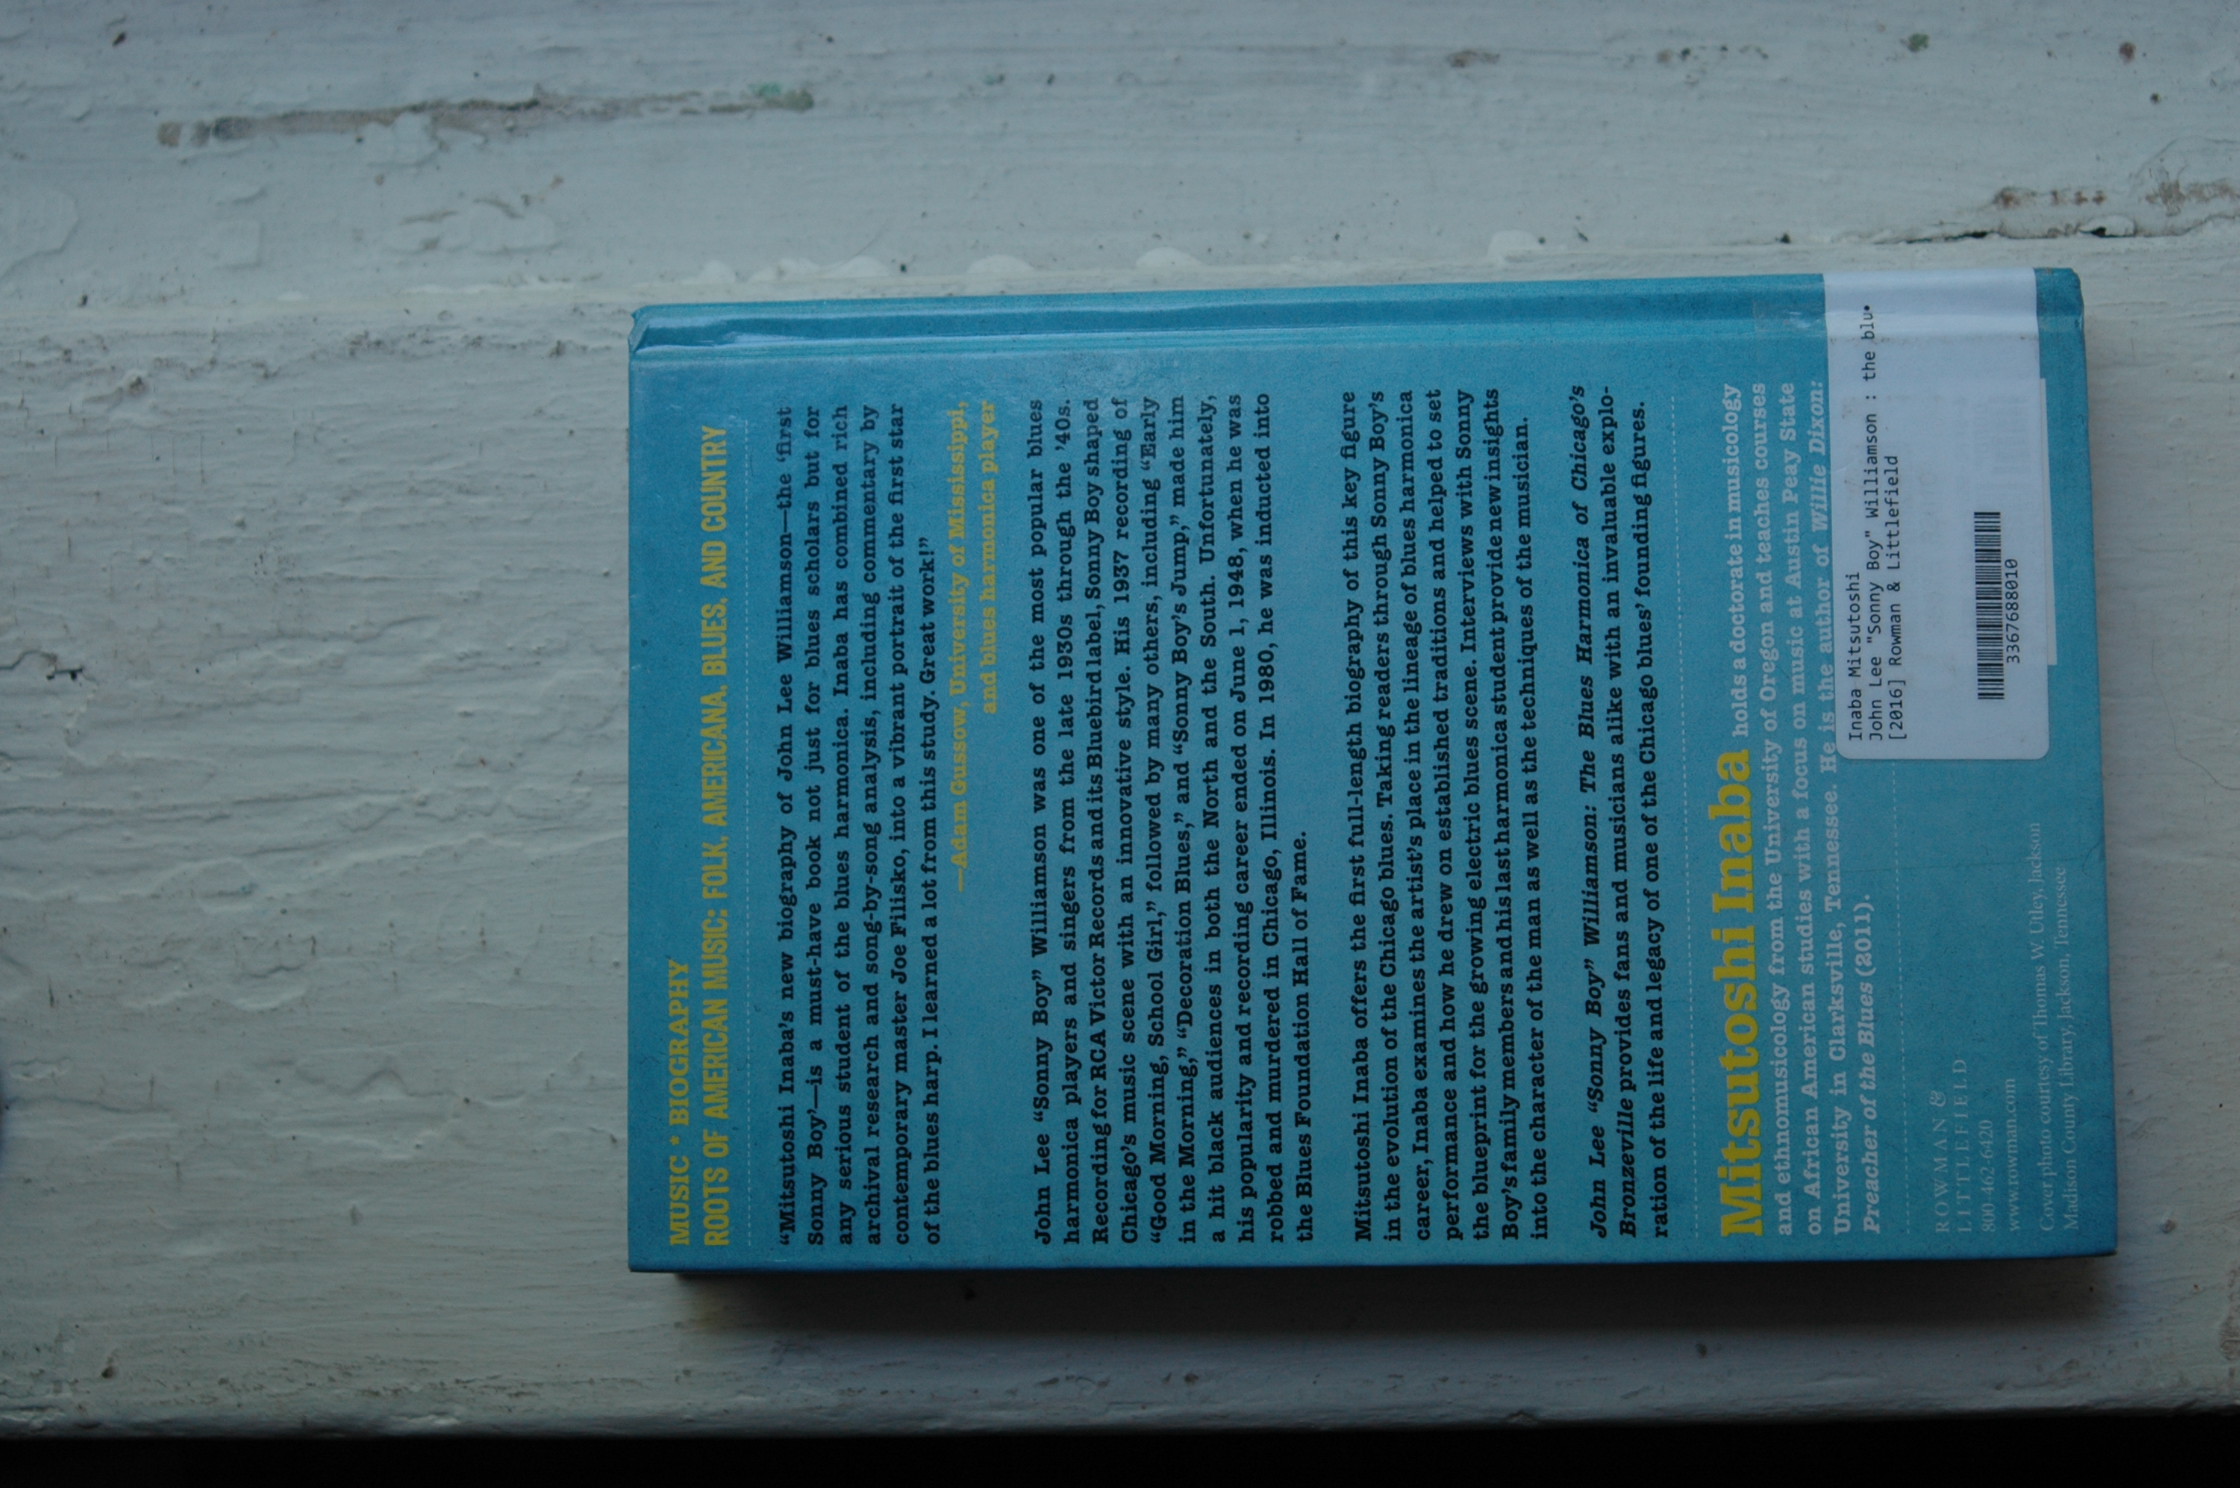 MUSIC * BIOGRAPHY
ROOTS OF AMERICAN MUSIC: FOLK, AMERICANA, BLUES, AND COUNTRY
“Mitsutoshi Inaba’s new biography of John Lee Williamson—the ‘first
Sonny Boy’—is a must-have book not just for blues scholars but for
any serious student of the blues harmonica. Inaba has combined rich
archival research and song-by-song analysis, including commentary by
contemporary master Joe Filisko, into a vibrant portrait of the first star
of the blues harp. I learned a lot from this study. Great work!”
—Adam Gussow, University of Mississippi,
and blues harmonica player
John Lee “Sonny Boy” Williamson was one of the most popular blues
harmonica players and singers from the late 1930s through the ’40s.
Recording for RCA Victor Records and its Bluebird label, Sonny Boy shaped
Chicago’s music scene with an innovative style. His 1937 recording of
“Good Morning, School Girl,” followed by many others, including “Early
in the Morning,” “Decoration Blues,” and “Sonny Boy’s Jump,” made him
a hit black audiences in both the North and the South. Unfortunately,
his popularity and recording career ended on June 1, 1948, when he was
robbed and murdered in Chicago, Illinois. In 1980, he was inducted into
the Blues Foundation Hall of Fame.
Mitsutoshi Inaba offers the first full-length biography of this key figure
in the evolution of the Chicago blues. Taking readers through Sonny Boy’s
career, Inaba examines the artist’s place in the lineage of blues harmonica
performance and how he drew on established traditions and helped to set
the blueprint for the growing electric blues scene. Interviews with Sonny
Boy’s family members and his last harmonica student provide new insights
into the character of the man as well as the techniques of the musician.
John Lee “Sonny Boy” Williamson: The Blues Harmonica of Chicago’s
Bronzeville provides fans and musicians alike with an invaluable explo-
ration of the life and legacy of one of the Chicago blues’ founding figures.
Mitsutoshi Inaba holds a doctorate in musicology
and ethnomusicology from the University of Oregon and teaches courses
on African American studies with a focus on music at Austin Peay State
University in Clarksville, Tennessee. He is the author of Willie Dixon:
Preacher of the Blues (2011).
ROWMAN &
LITTLEFIELD
800-462-6420
www.rowman.com
Cover photo courtesy of Thomas W. Utley, Jackson
Madison County Library, Jackson, Tennessee
Inaba Mitsutoshi
John Lee "Sonny Boy" Williamson : the blu•
[2016] Rowman & Littlefield
3367688010